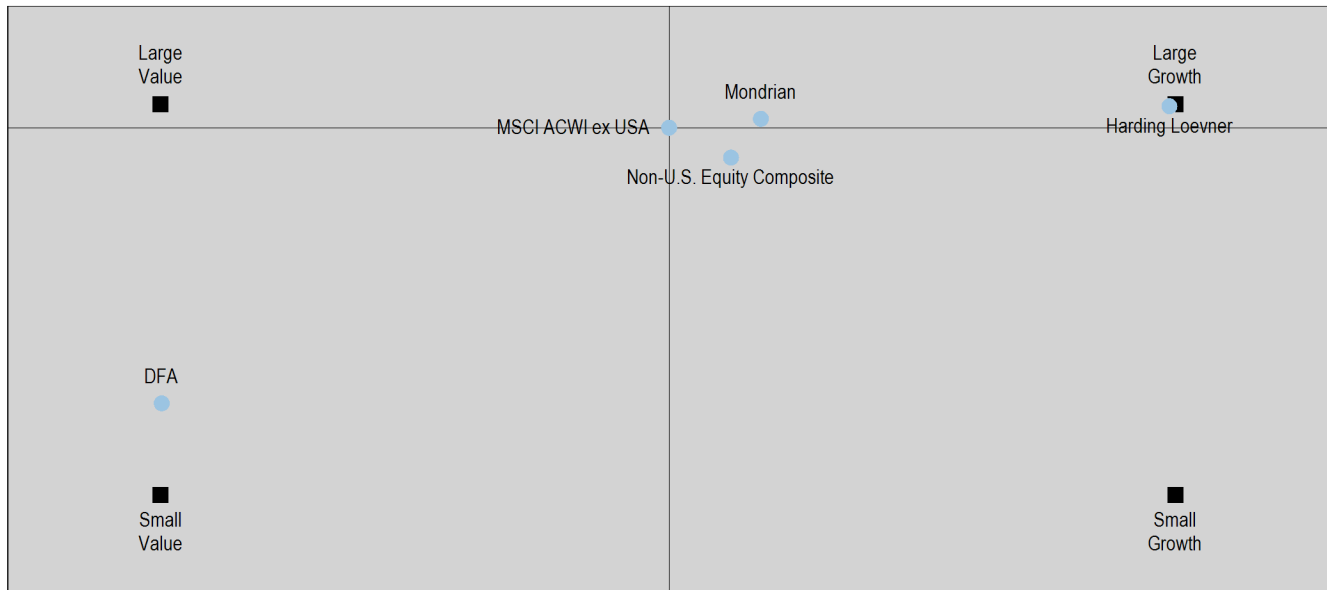 Large
Value
Large
Growth
Mondrian
MSCI ACWI ex USA
Harding Loevner
Non-U.S. Equity Composite
DFA
Small
Value
Small
Growth